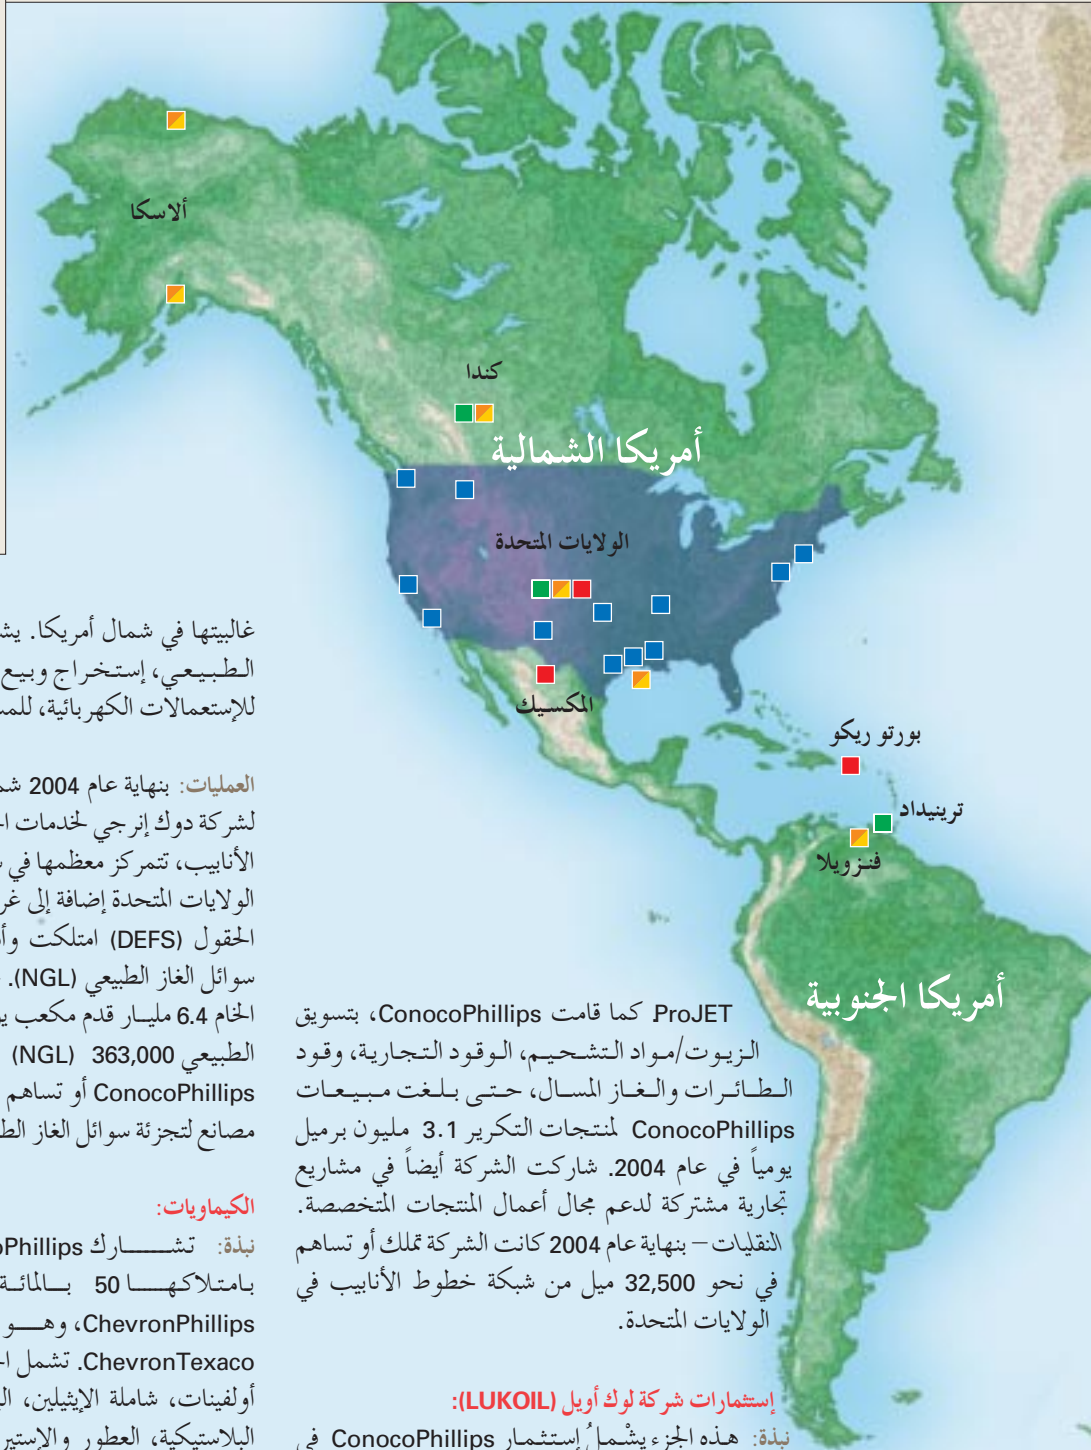 ألاسكا
كندا
أمريكا الشمالية
الولايات المتحدة
المكسيك
بورتو ريكو
ترينيداد
فنزويلا
أمريكا الجنوبية
غالبيتها في شمال أمريكا.
الطبيعي، إستخراج وبيع
للإستعمالات الكهربائية،
العمليات: بنهاية عام 2004
لشركة دوك إنرجي لخدمات
الأنابيب، تتمركز معظمها في
الولايات المتحدة إضافة إلى
الحقول (DEFS) امتلكت
سوائل الغاز الطبيعي (NGL).
الخام 6.4 مليار قدم مكعب
الطبيعي (NGL) 363,000
ConocoPhillips أو تساهم
مصانع لتجزئة سوائل الغاز
الكيماويات:
نبذة: تشارك
بامتلاكها 50 بالمائة
ChevronPhillips، وهو
ChevronTexaco. تشمل
أولفينات، شاملة الإيثيلين،
البلاستيكية، العطور
ProJET. كما قامت ConocoPhillips، بتسويق
الزيوت/مواد التشحيم، الوقود التجارية، وقود
الطائرات والغاز المسال، حتى بلغت مبيعات
ConocoPhillips لمنتجات التكرير 3.1 مليون برميل
يومياً في عام 2004. شاركت الشركة أيضاً في مشاريع
تجارية مشتركة لدعم مجال أعمال المنتجات المتخصصة.
النقليات – بنهاية عام 2004 كانت الشركة تملك أو تساهم
في نحو 32,500 ميل من شبكة خطوط الأنابيب في
الولايات المتحدة.
إستثمارات شركة لوك أويل (LUKOIL):
نبذة: هذه الجزء يشْملُ إستثمار ConocoPhillips في